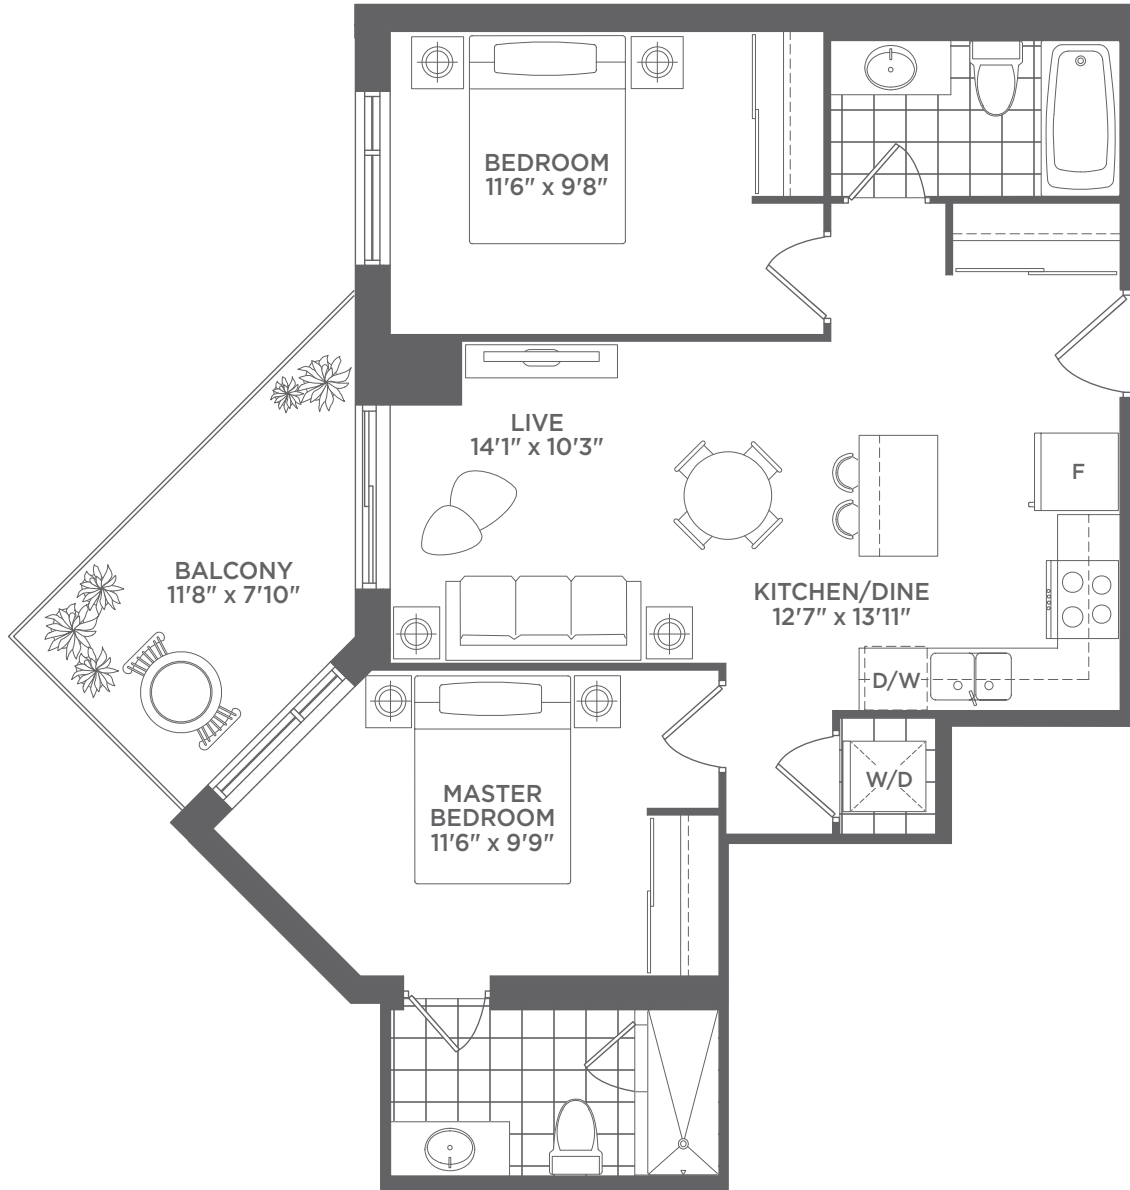 BEDROOM
11'6" x 9'8"
LIVE
14'1" x 10'3"
F
BALCONY
11'8" x 7'10"
KITCHEN/DINE
12'7" x 13'11"
D/W
W/D
MASTER
BEDROOM
11'6" x 9'9"